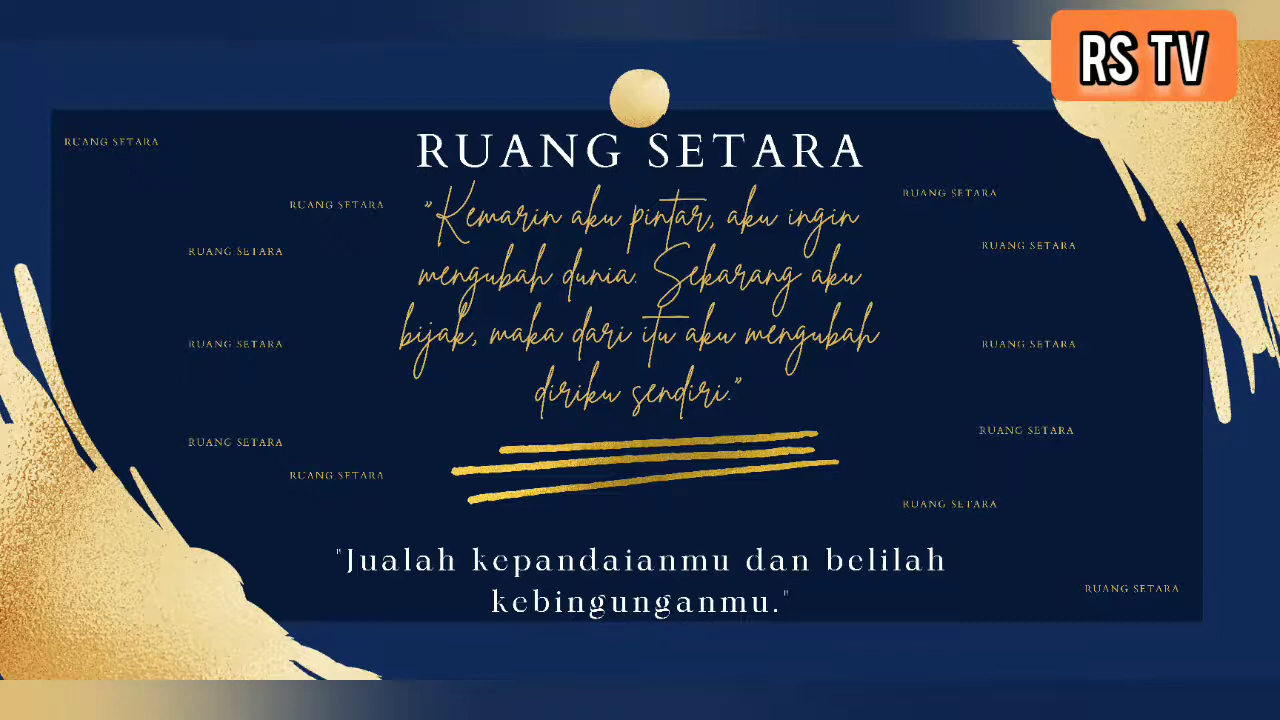 RS TV
RUANG SETARA
RUANG SETARA
RUANG SETARA
RUANG SETARA
RUANG SETARA
RUANG SETARA
RUANG SETARA
"Kemarin aku pintar, aku ingin
mengubah dunia. Sekarang aku
bijak, maka dari itu aku mengubah
diriku sendiri."
RUANG SETARA
RUANG SETARA
RUANG SETARA
RUANG SETARA
RUANG SETARA
RUANG SETARA
"Jualah kepandaianmu dan belilah
kebingunganmu."
RUANG SETARA